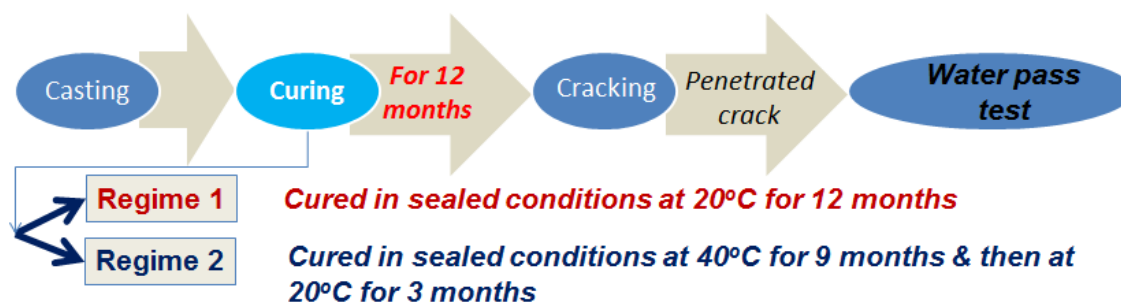 Casting
Curing
For 12
months
Cracking
Penetrated
crack
Water pass
test
Regime 1
Cured in sealed conditions at 20oC for 12 months
Regime 2
Cured in sealed conditions at 40oC for 9 months & then at
20oC for 3 months